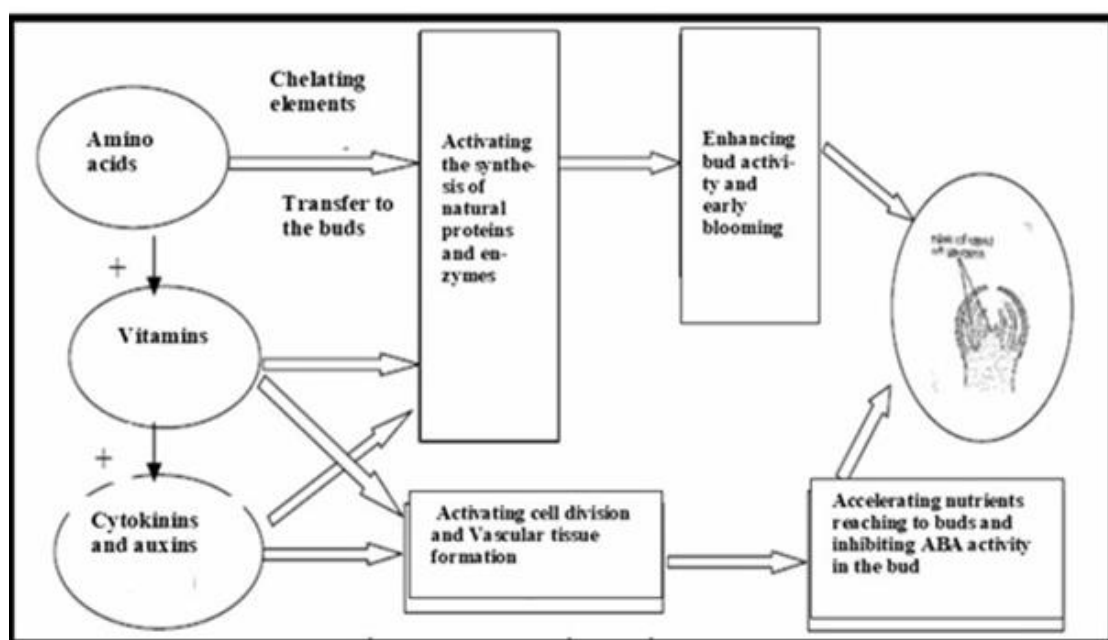 Chelating
elements
Amino
acids
Transfer to
the buds
Activating
the synthe-
sis of
natural
proteins
and en-
zymes
Enhancing
bud activi-
ty and
early
blooming
+
Vitamins
+
Cytokinins
and auxins
Activating cell division
and Vascular tissue
formation
Accelerating nutrients
reaching to buds and
inhibiting ABA activity
in the bud